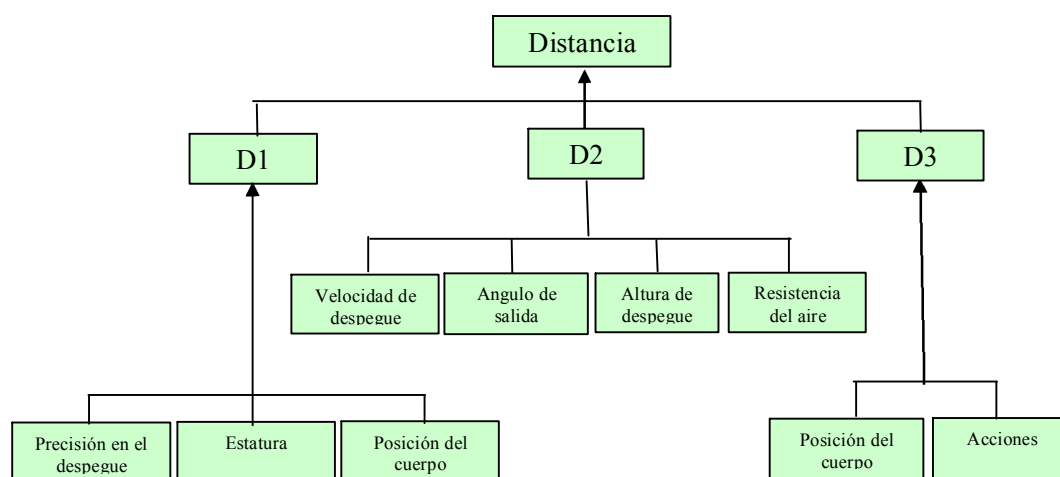 Distancia
D1
D2
D3
Velocidad de
despegue
Angulo de
salida
Altura de
despegue
Resistencia
del aire
Precisión en el
despegue
Estatura
Posición del
cuerpo
Posición del
cuerpo
Acciones